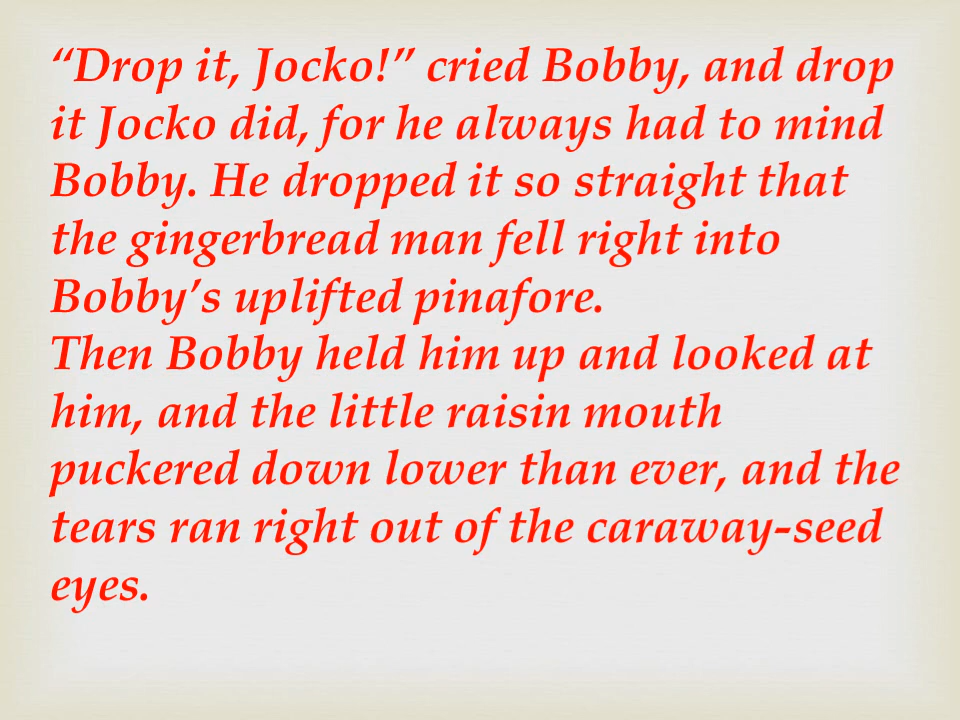 “Drop it, Jocko!” cried Bobby, and drop
it Jocko did, for he always had to mind
Bobby. He dropped it so straight that
the gingerbread man fell right into
Bobby’s uplifted pinafore.
Then Bobby held him up and looked at
him, and the little raisin mouth
puckered down lower than ever, and the
tears ran right out of the caraway-seed
eyes.